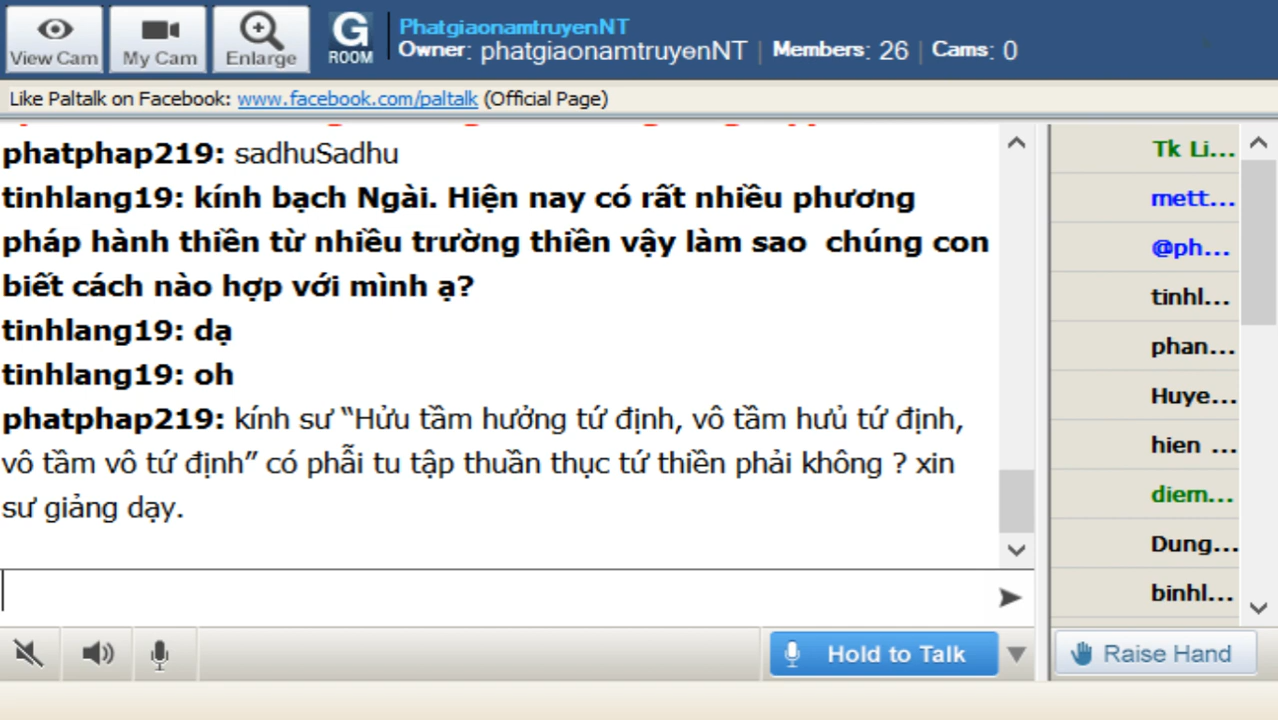 View Cam
My Cam
Enlarge
G
ROOM
PhatgiaonamtruyenNT
Owner: phatgiaonamtruyenNT | Members: 26 | Cams: 0
Like Paltalk on Facebook: www.facebook.com/paltalk (Official Page)
phatphap219: sadhuSadhu
tinhlang19: kính bạch Ngài. Hiện nay có rất nhiều phương
pháp hành thiền từ nhiều trường thiền vậy làm sao chúng con
biết cách nào hợp với mình ạ?
tinhlang19: dạ
tinhlang19: oh
phatphap219: kính sư “Hửu tầm hưởng tứ định, vô tầm hưủ tứ định,
vô tầm vô tứ định” có phẫi tu tập thuần thục tứ thiền phải không ? xin
sư giảng dạy.
Tk Li...
mett...
@ph...
tinhl...
phan...
Huye...
hien ...
diem...
Dung...
binhl...
Hold to Talk
Raise Hand